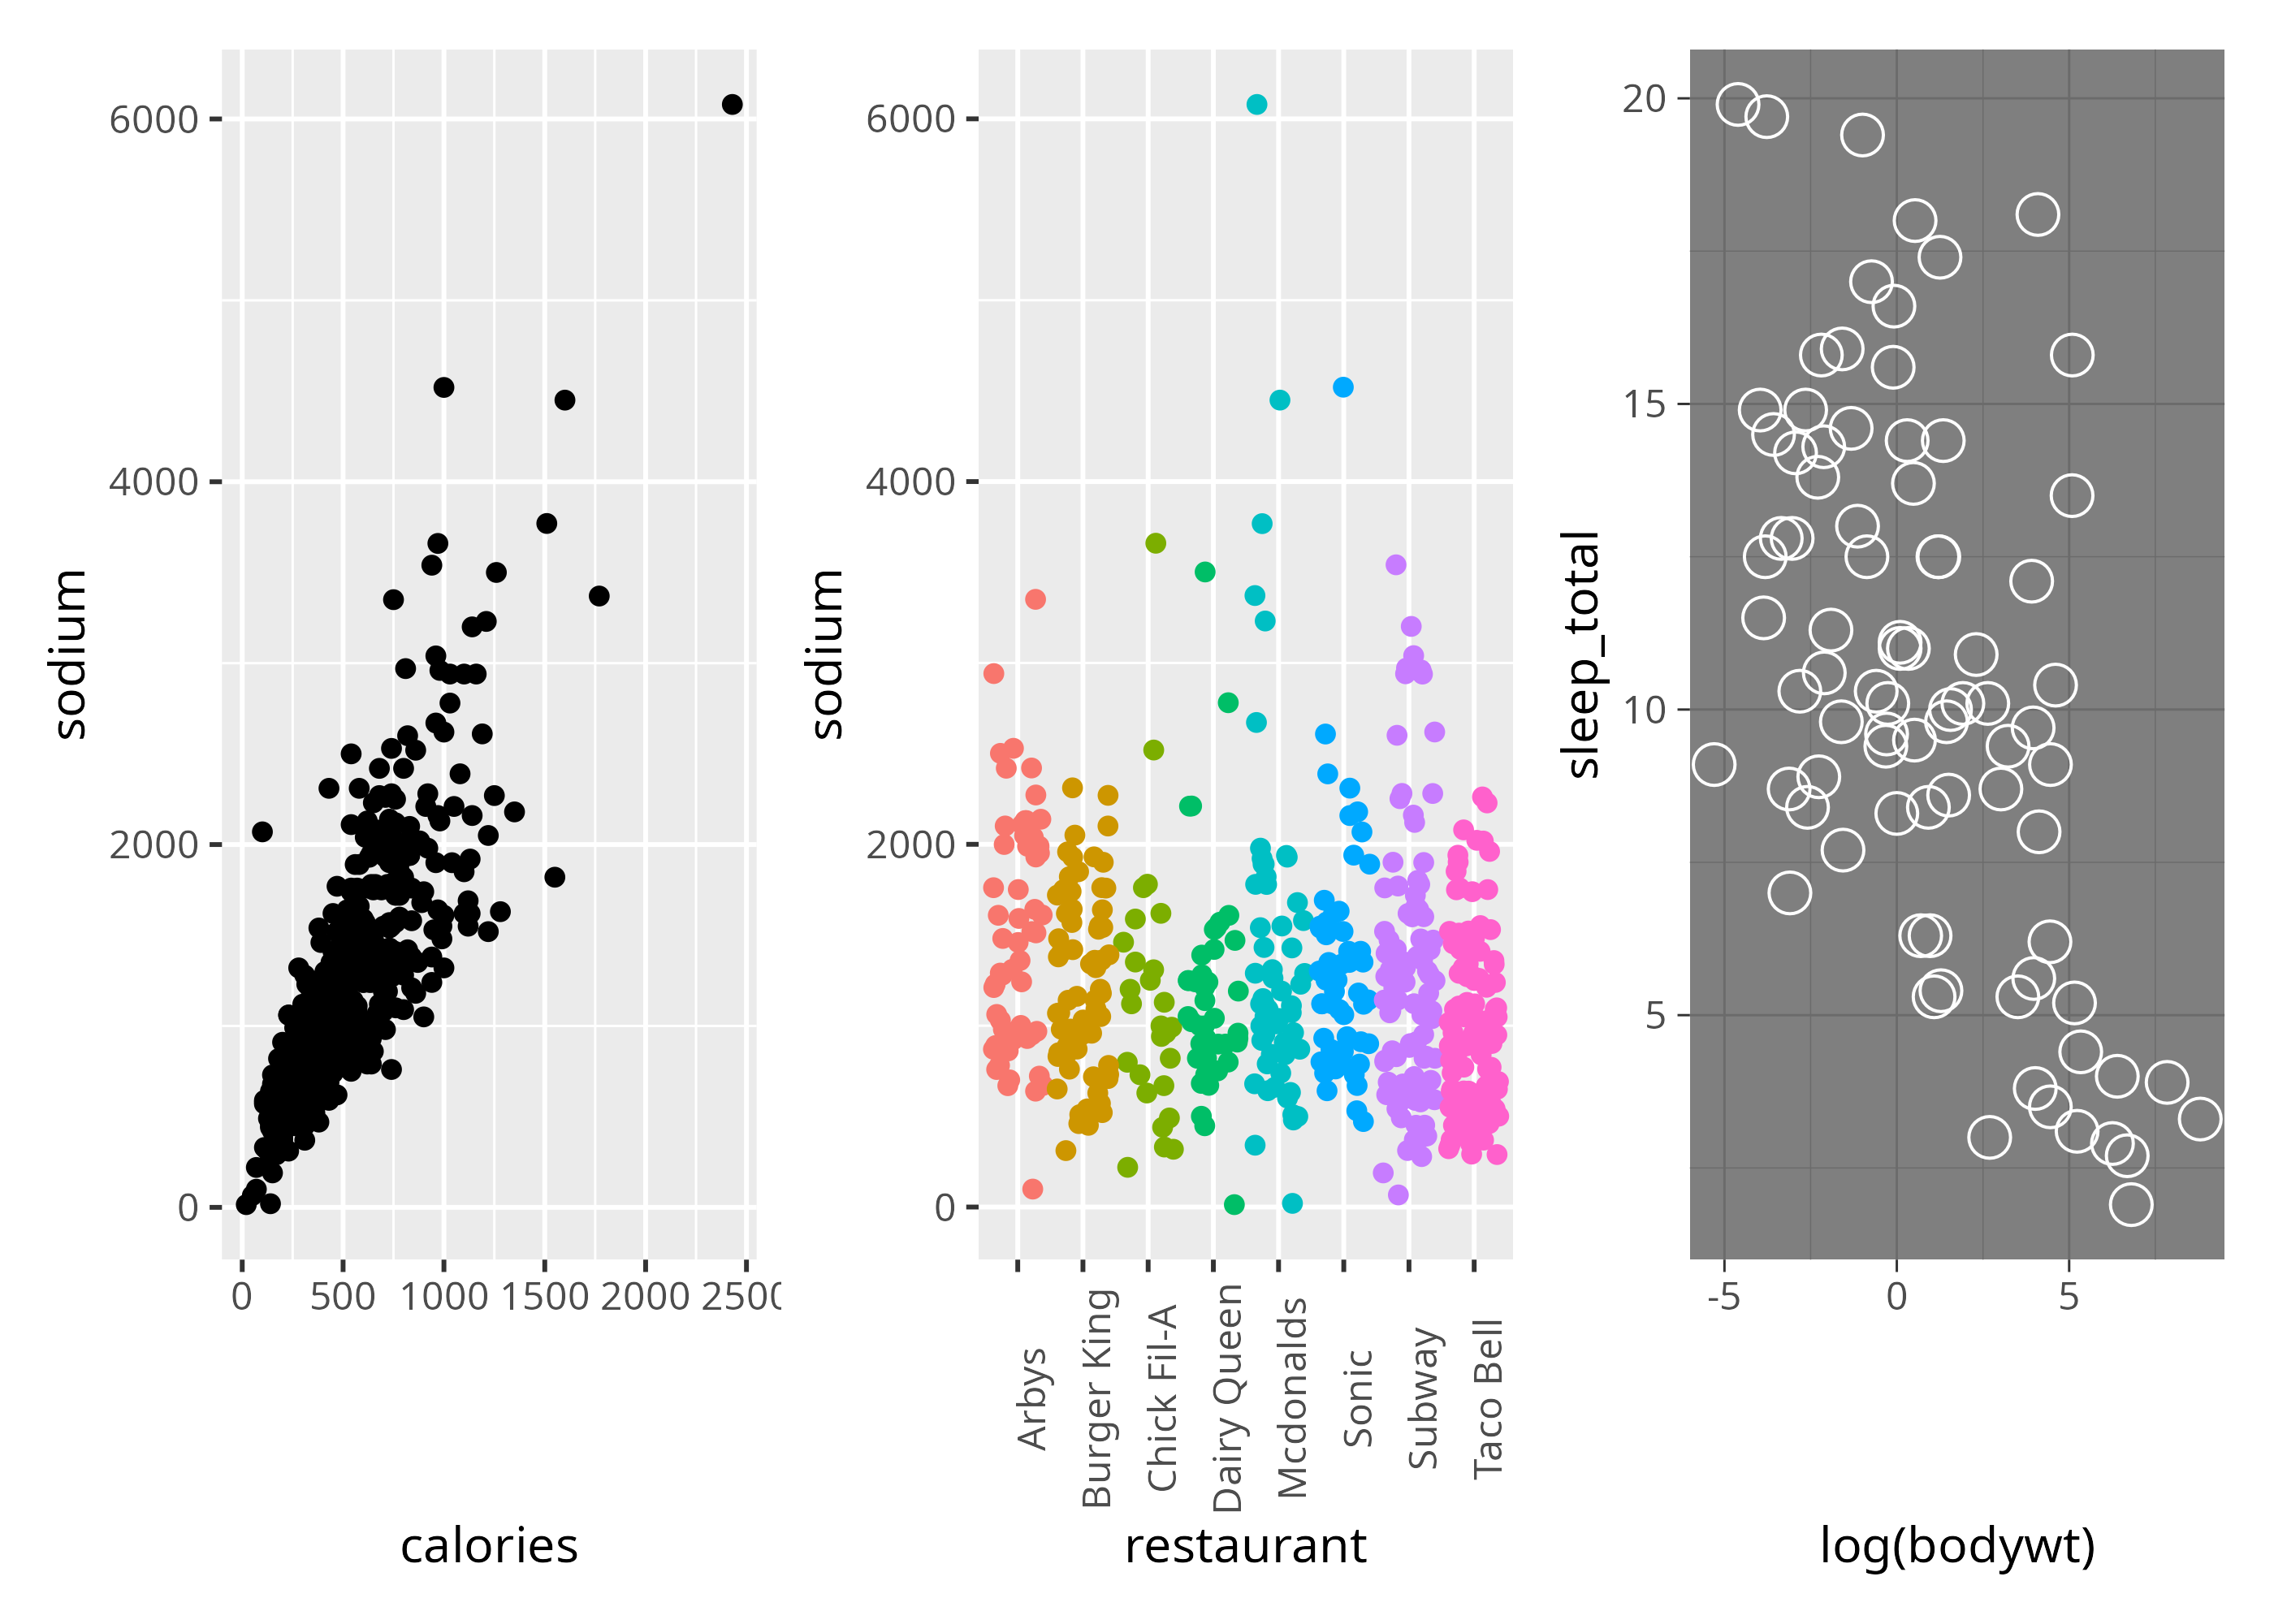 sodium
6000
4000
2000
0
0 500 1000 1500 2000 2500
calories
sodium
6000
4000
2000
0
Arbys
Burger King
Chick Fil-A
Dairy Queen
Mcdonalds
Sonic
Subway
Taco Bell
restaurant
sleep_total
20
15
10
5
-5 0 5
log(bodywt)